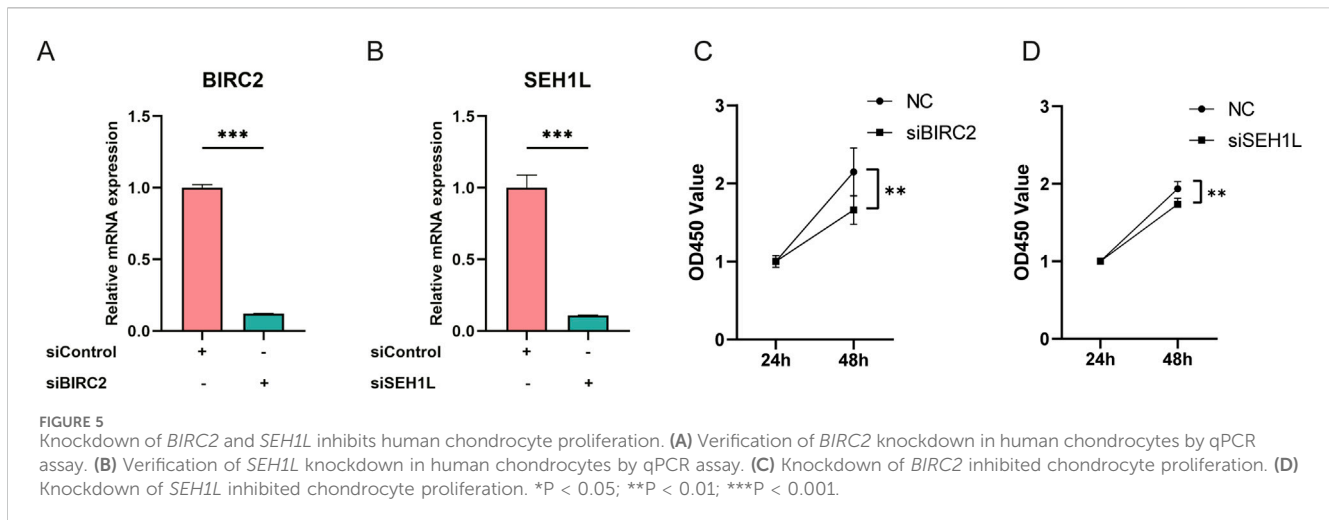 A
BIRC2
Relative mRNA expression
1.5
1.0
0.5
0.0
***
siControl + -
siBIRC2 - +
B
SEH1L
Relative mRNA expression
1.5
1.0
0.5
0.0
***
siControl + -
siSEH1L - +
C
OD450 Value
3
2
1
0
24h 48h
NC
siBIRC2
**
D
OD450 Value
3
2
1
0
24h 48h
NC
siSEH1L
**
FIGURE 5
Knockdown of BIRC2 and SEH1L inhibits human chondrocyte proliferation. (A) Verification of BIRC2 knockdown in human chondrocytes by qPCR
assay. (B) Verification of SEH1L knockdown in human chondrocytes by qPCR assay. (C) Knockdown of BIRC2 inhibited chondrocyte proliferation. (D)
Knockdown of SEH1L inhibited chondrocyte proliferation. *P < 0.05; **P < 0.01; ***P < 0.001.